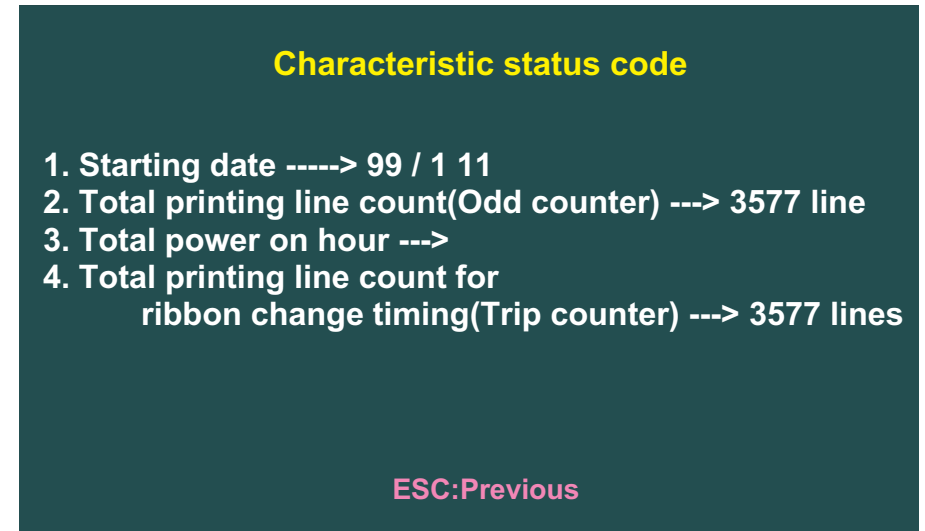 Characteristic status code
1. Starting date -----> 99 / 1 11
2. Total printing line count(Odd counter) ---> 3577 line
3. Total power on hour --->
4. Total printing line count for
ribbon change timing(Trip counter) ---> 3577 lines
ESC:Previous